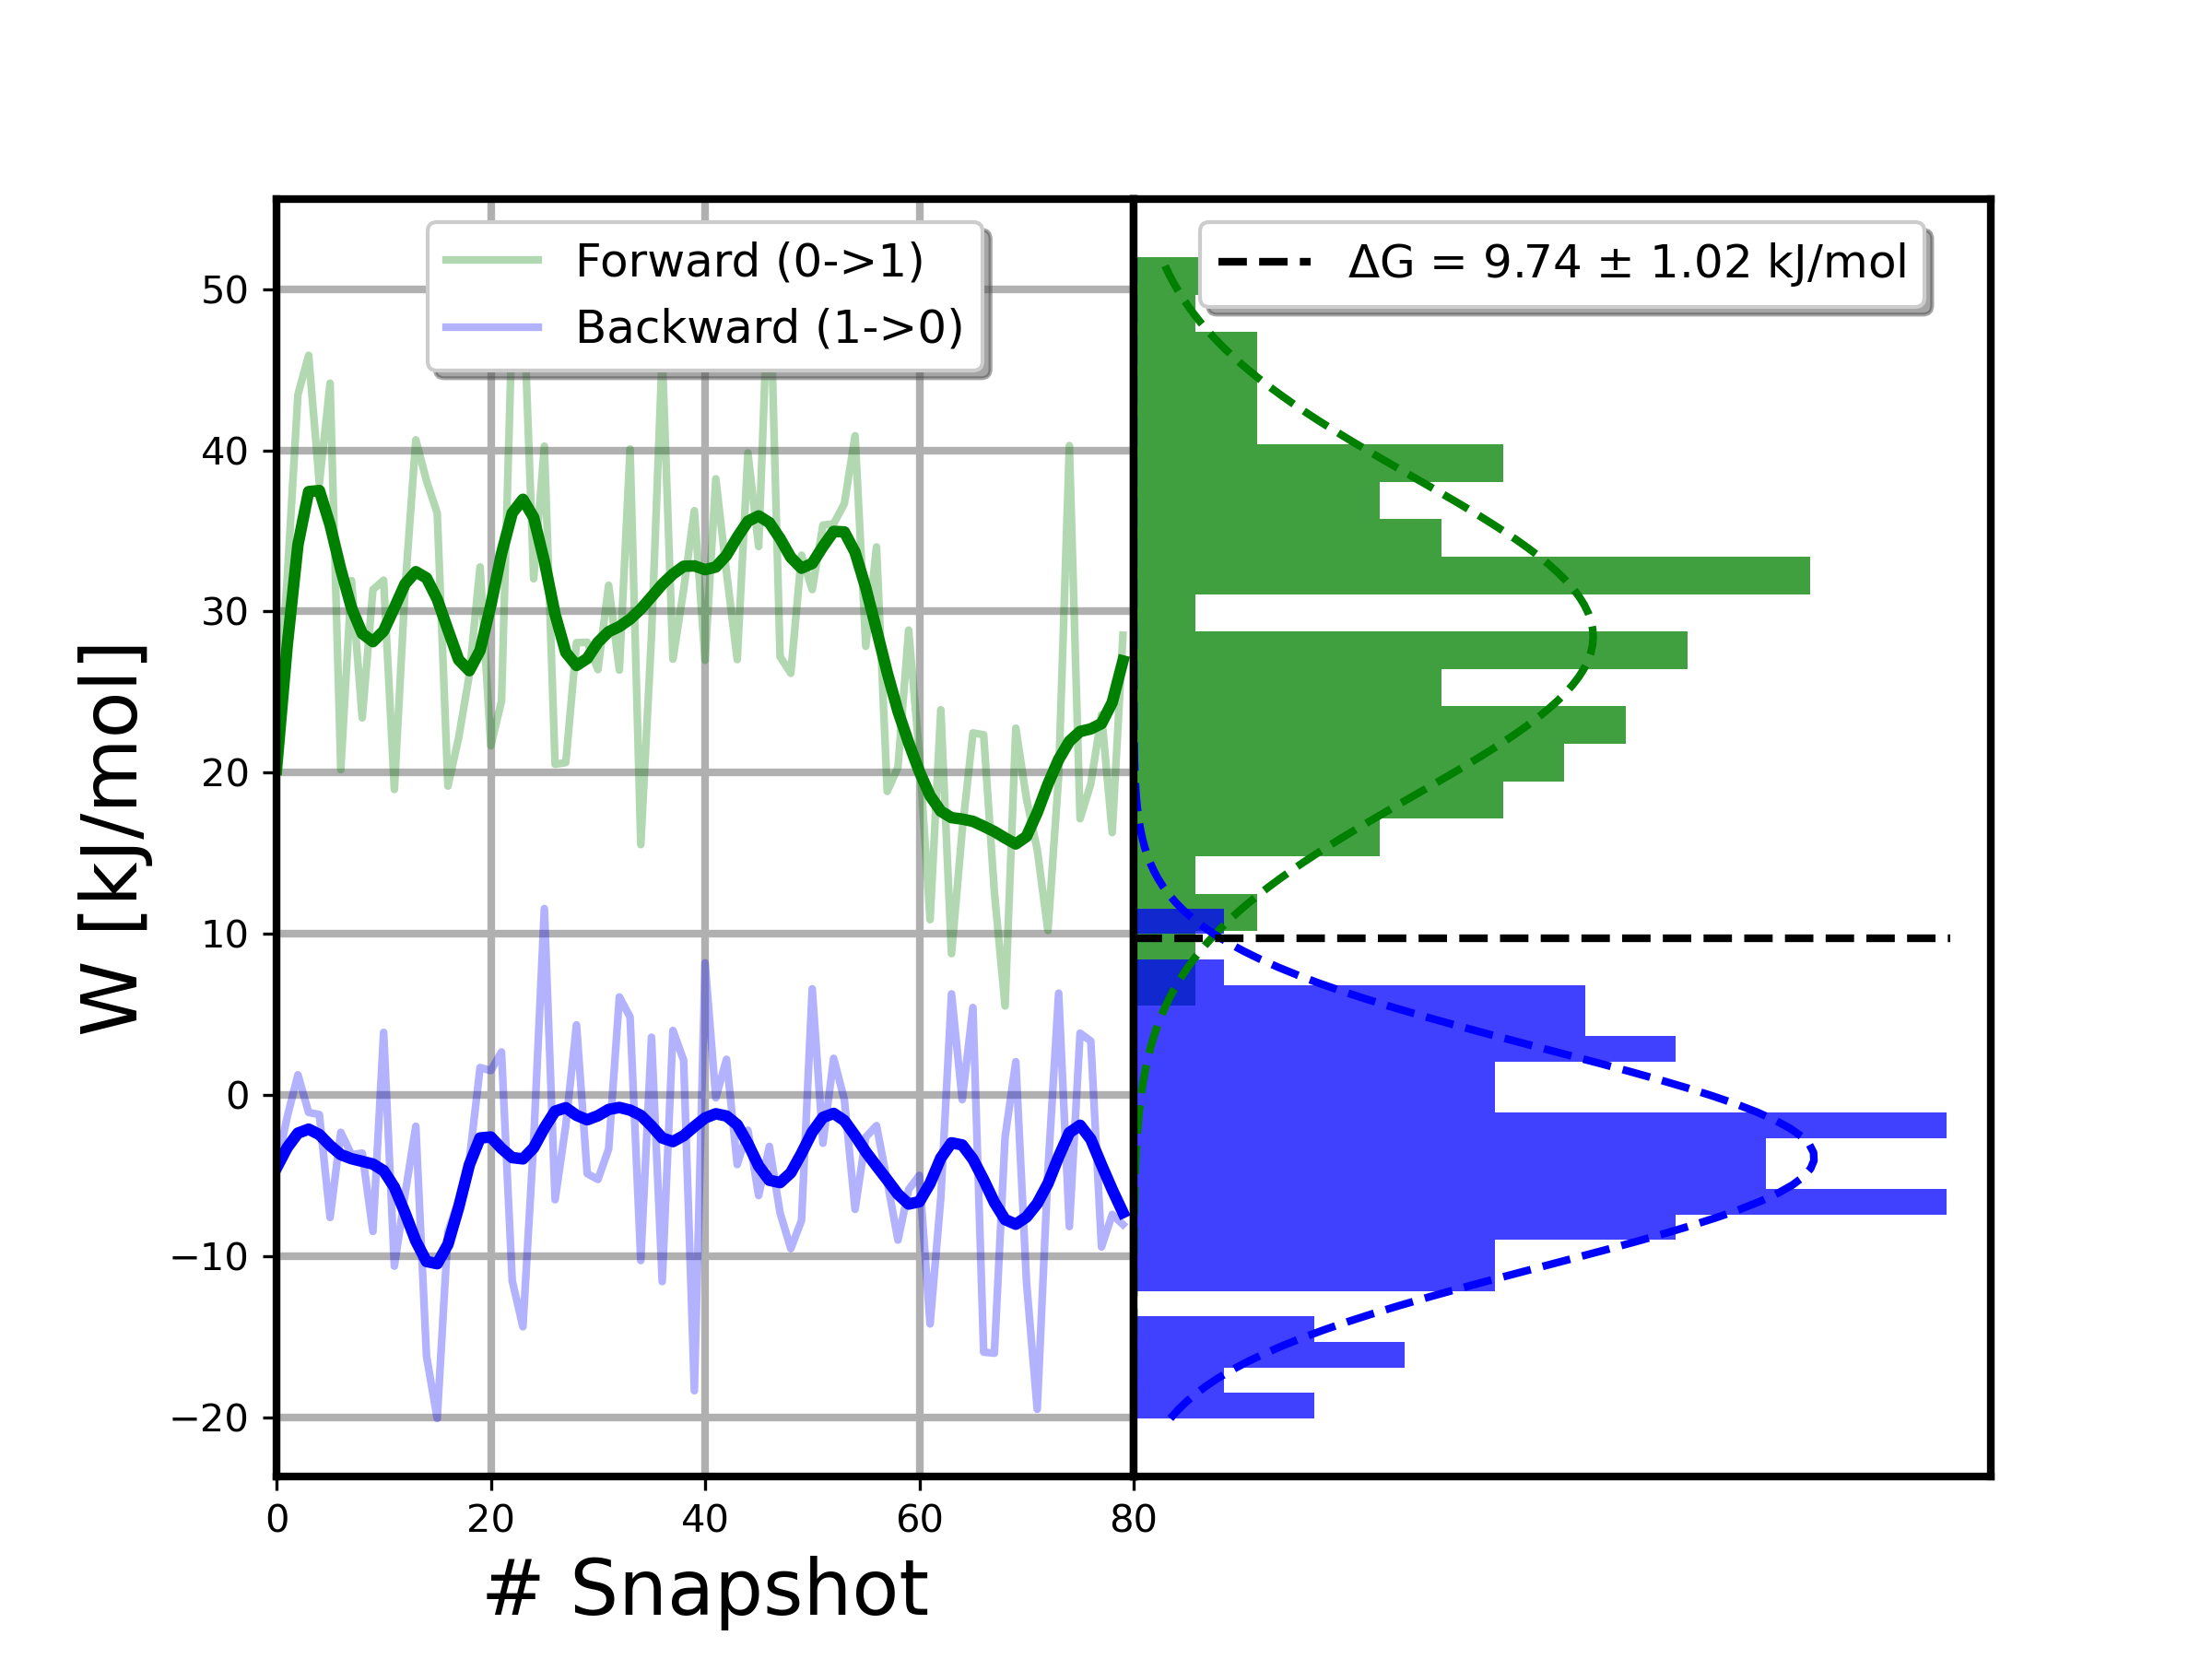 Forward (0->1)
Backward (1->0)
ΔG = 9.74 ± 1.02 kJ/mol
W [kJ/mol]
50
40
30
20
10
0
−10
−20
0 20 40 60 80
# Snapshot